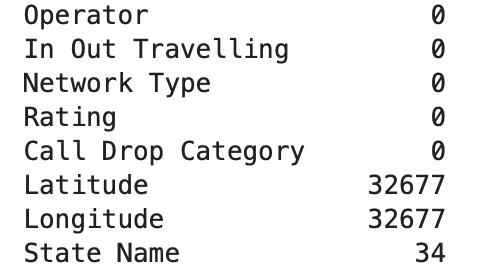 Operator 0
In Out Travelling 0
Network Type 0
Rating 0
Call Drop Category 0
Latitude 32677
Longitude 32677
State Name 34